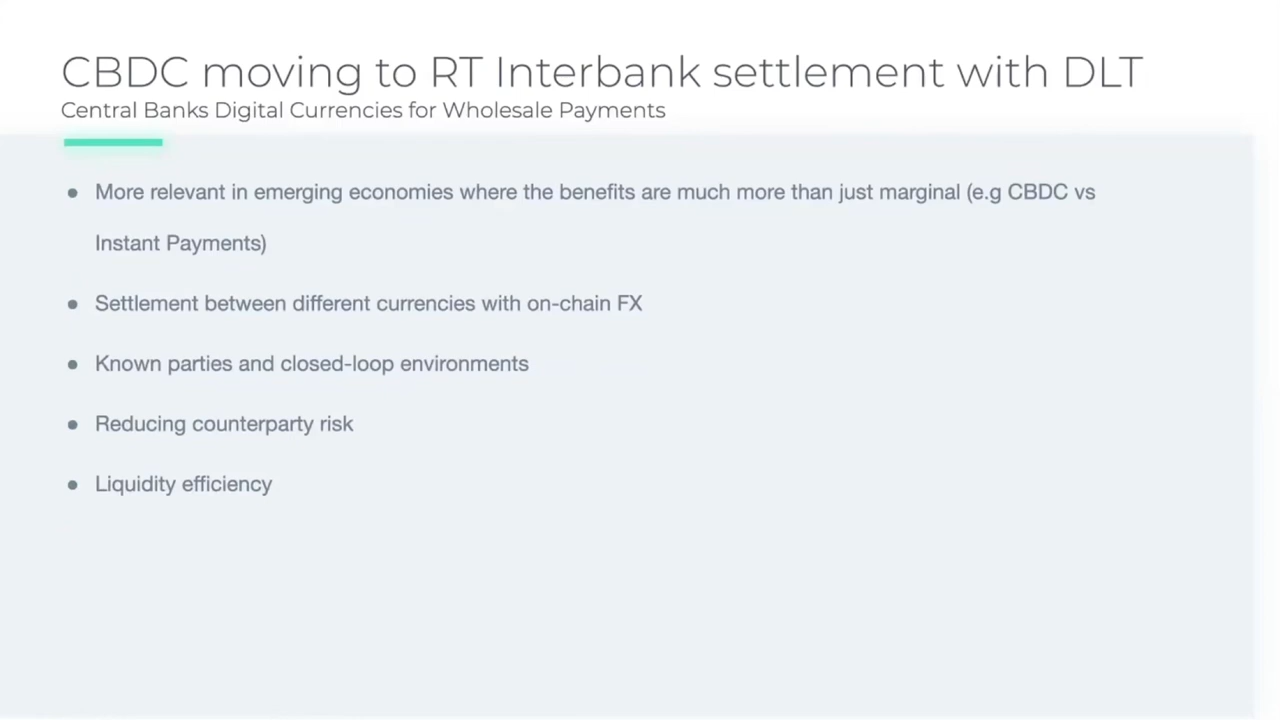 CBDC moving to RT Interbank settlement with DLT
Central Banks Digital Currencies for Wholesale Payments
● More relevant in emerging economies where the benefits are much more than just marginal (e.g CBDC vs
Instant Payments)
● Settlement between different currencies with on-chain FX
● Known parties and closed-loop environments
● Reducing counterparty risk
● Liquidity efficiency